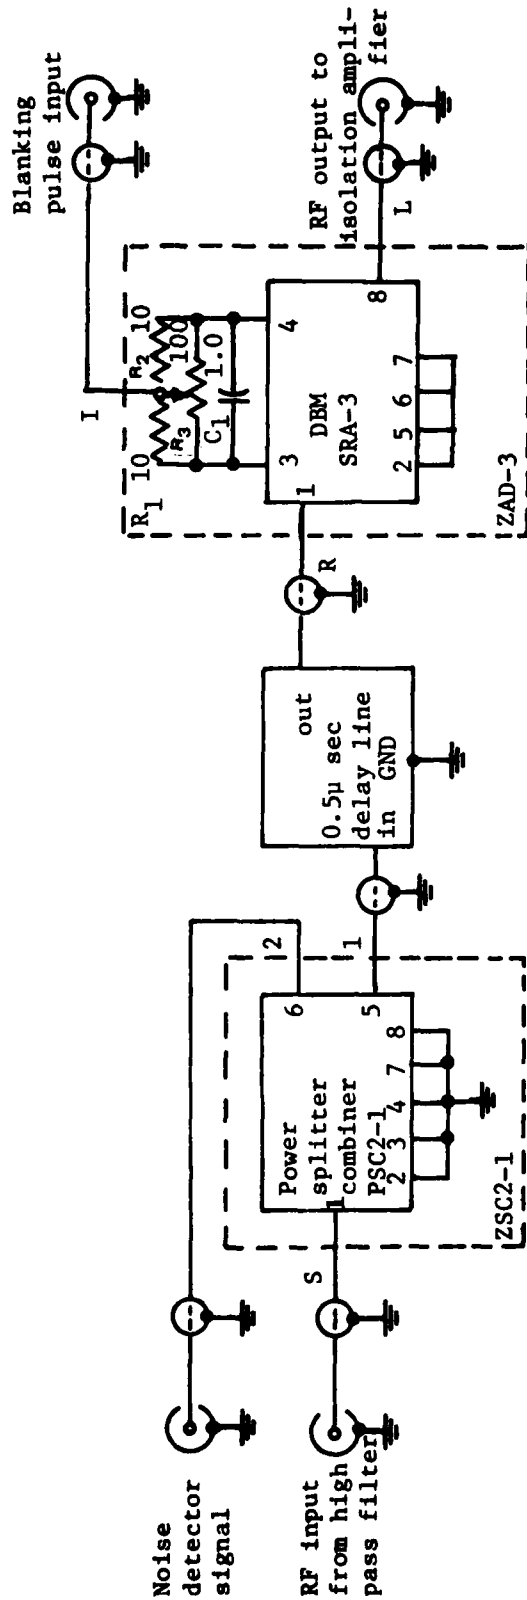 Noise
detector
signal
RF input
from high
pass filter
S
Power
splitter
combiner
PSC2-1
1
6
5
2 3 4 7 8
ZSC2-1
2
1
out
0.5μ sec
delay line
in GND
R
Blanking
pulse input
I
R1
10
R2
10
100
R3
1.0
C1
3
4
1
DBM
SRA-3
8
2 5 6 7
ZAD-3
L
RF output to
isolation ampli-
fier